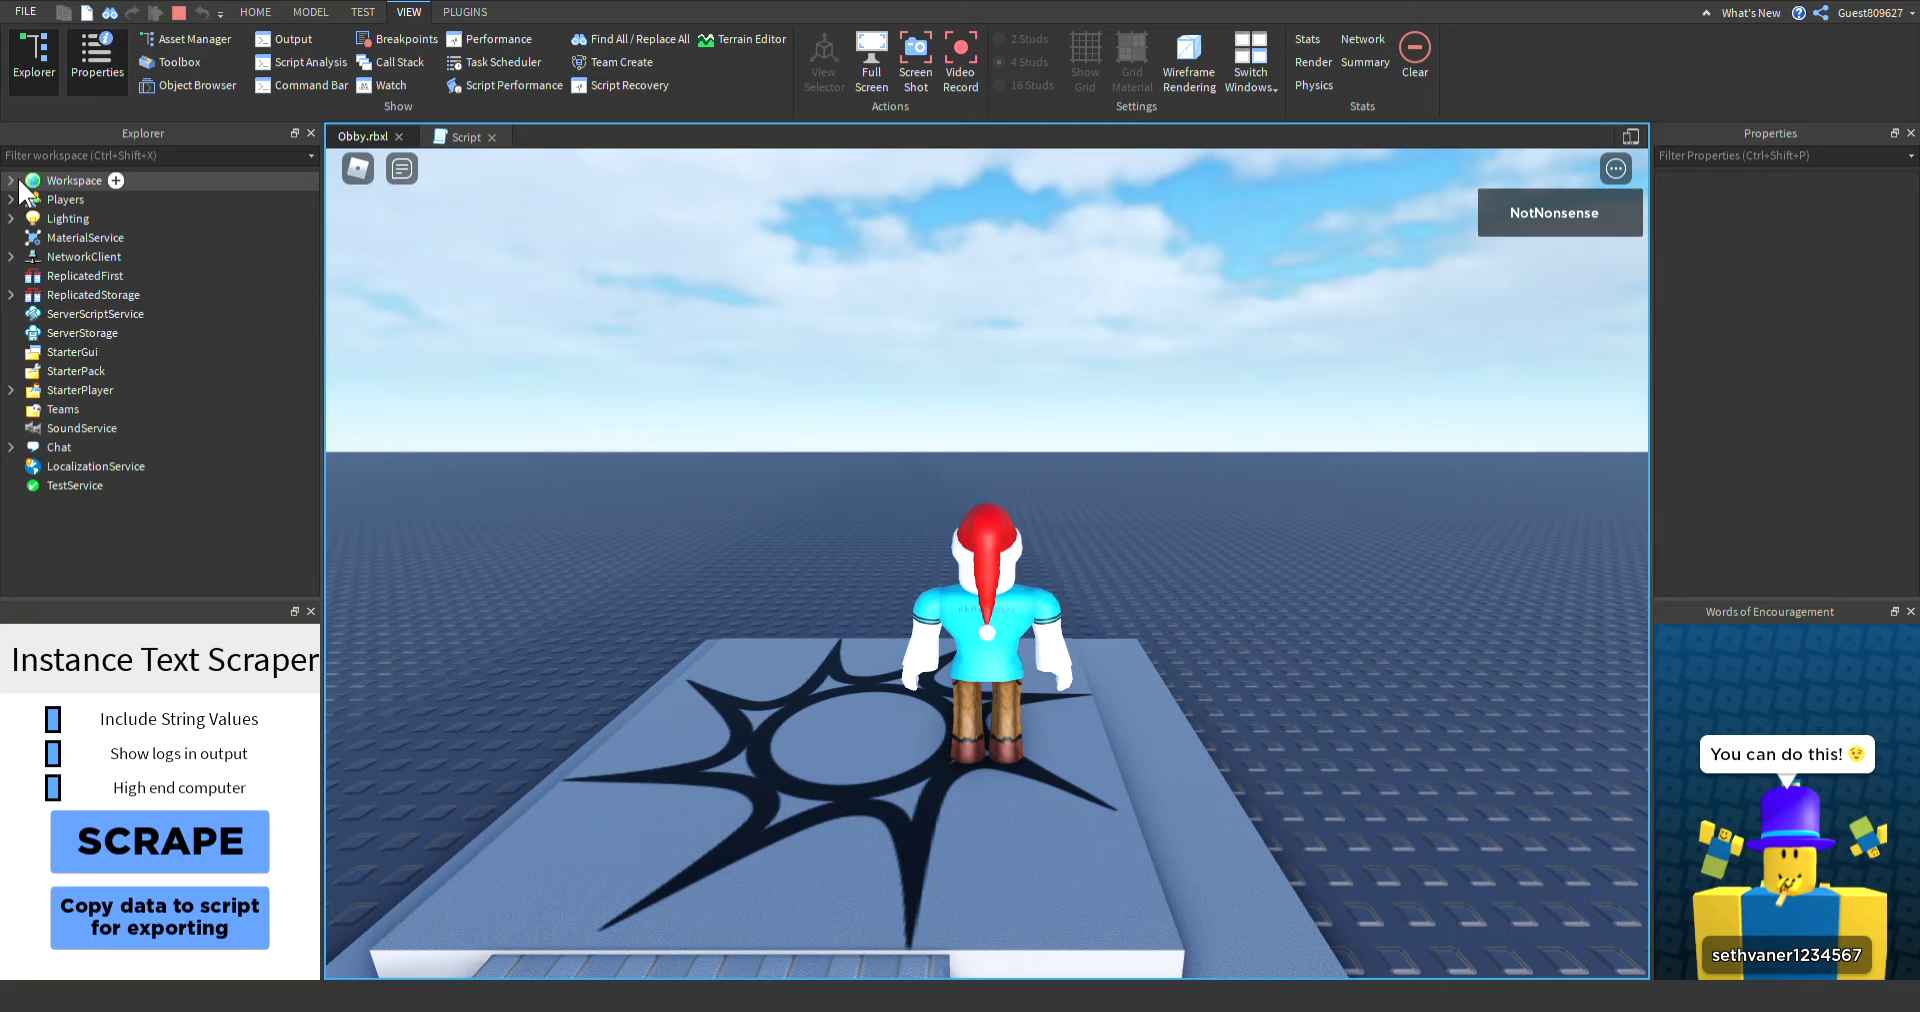 FILE HOME MODEL TEST VIEW PLUGINS What's New Guest809627
Explorer
Properties
Asset Manager
Toolbox
Object Browser
Output
Script Analysis
Command Bar
Breakpoints
Call Stack
Watch
Performance
Task Scheduler
Script Performance
Find All / Replace All
Team Create
Script Recovery
Terrain Editor
Show
View Selector
Full Screen
Screen Shot
Video Record
Actions
2 Studs
4 Studs
16 Studs
Show Grid
Grid Material
Wireframe Rendering
Switch Windows
Settings
Stats
Render
Physics
Network
Summary
Clear
Stats
Explorer
Filter workspace (Ctrl+Shift+X)
Workspace
Players
Lighting
MaterialService
NetworkClient
ReplicatedFirst
ReplicatedStorage
ServerScriptService
ServerStorage
StarterGui
StarterPack
StarterPlayer
Teams
SoundService
Chat
LocalizationService
TestService
Instance Text Scraper
Include String Values
Show logs in output
High end computer
SCRAPE
Copy data to script
for exporting
Obby.rbxl
Script
NotNonsense
Properties
Filter Properties (Ctrl+Shift+P)
Words of Encouragement
You can do this! 😉
sethvaner1234567